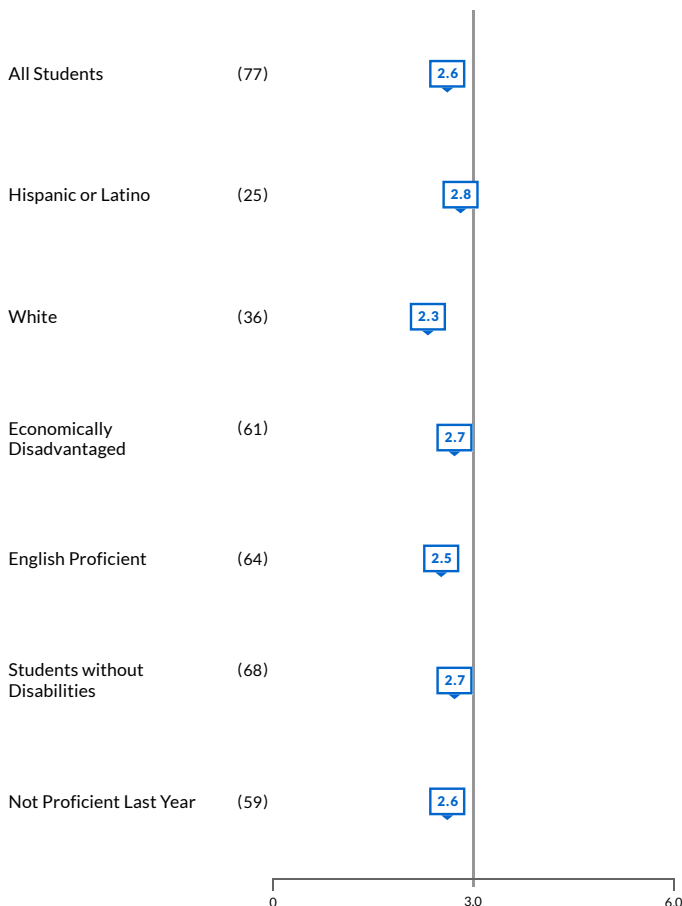 All Students (77) 2.6
Hispanic or Latino (25) 2.8
White (36) 2.3
Economically (61)
Disadvantaged 2.7
English Proficient (64) 2.5
Students without (68)
Disabilities 2.7
Not Proficient Last Year (59) 2.6
0 3.0 6.0